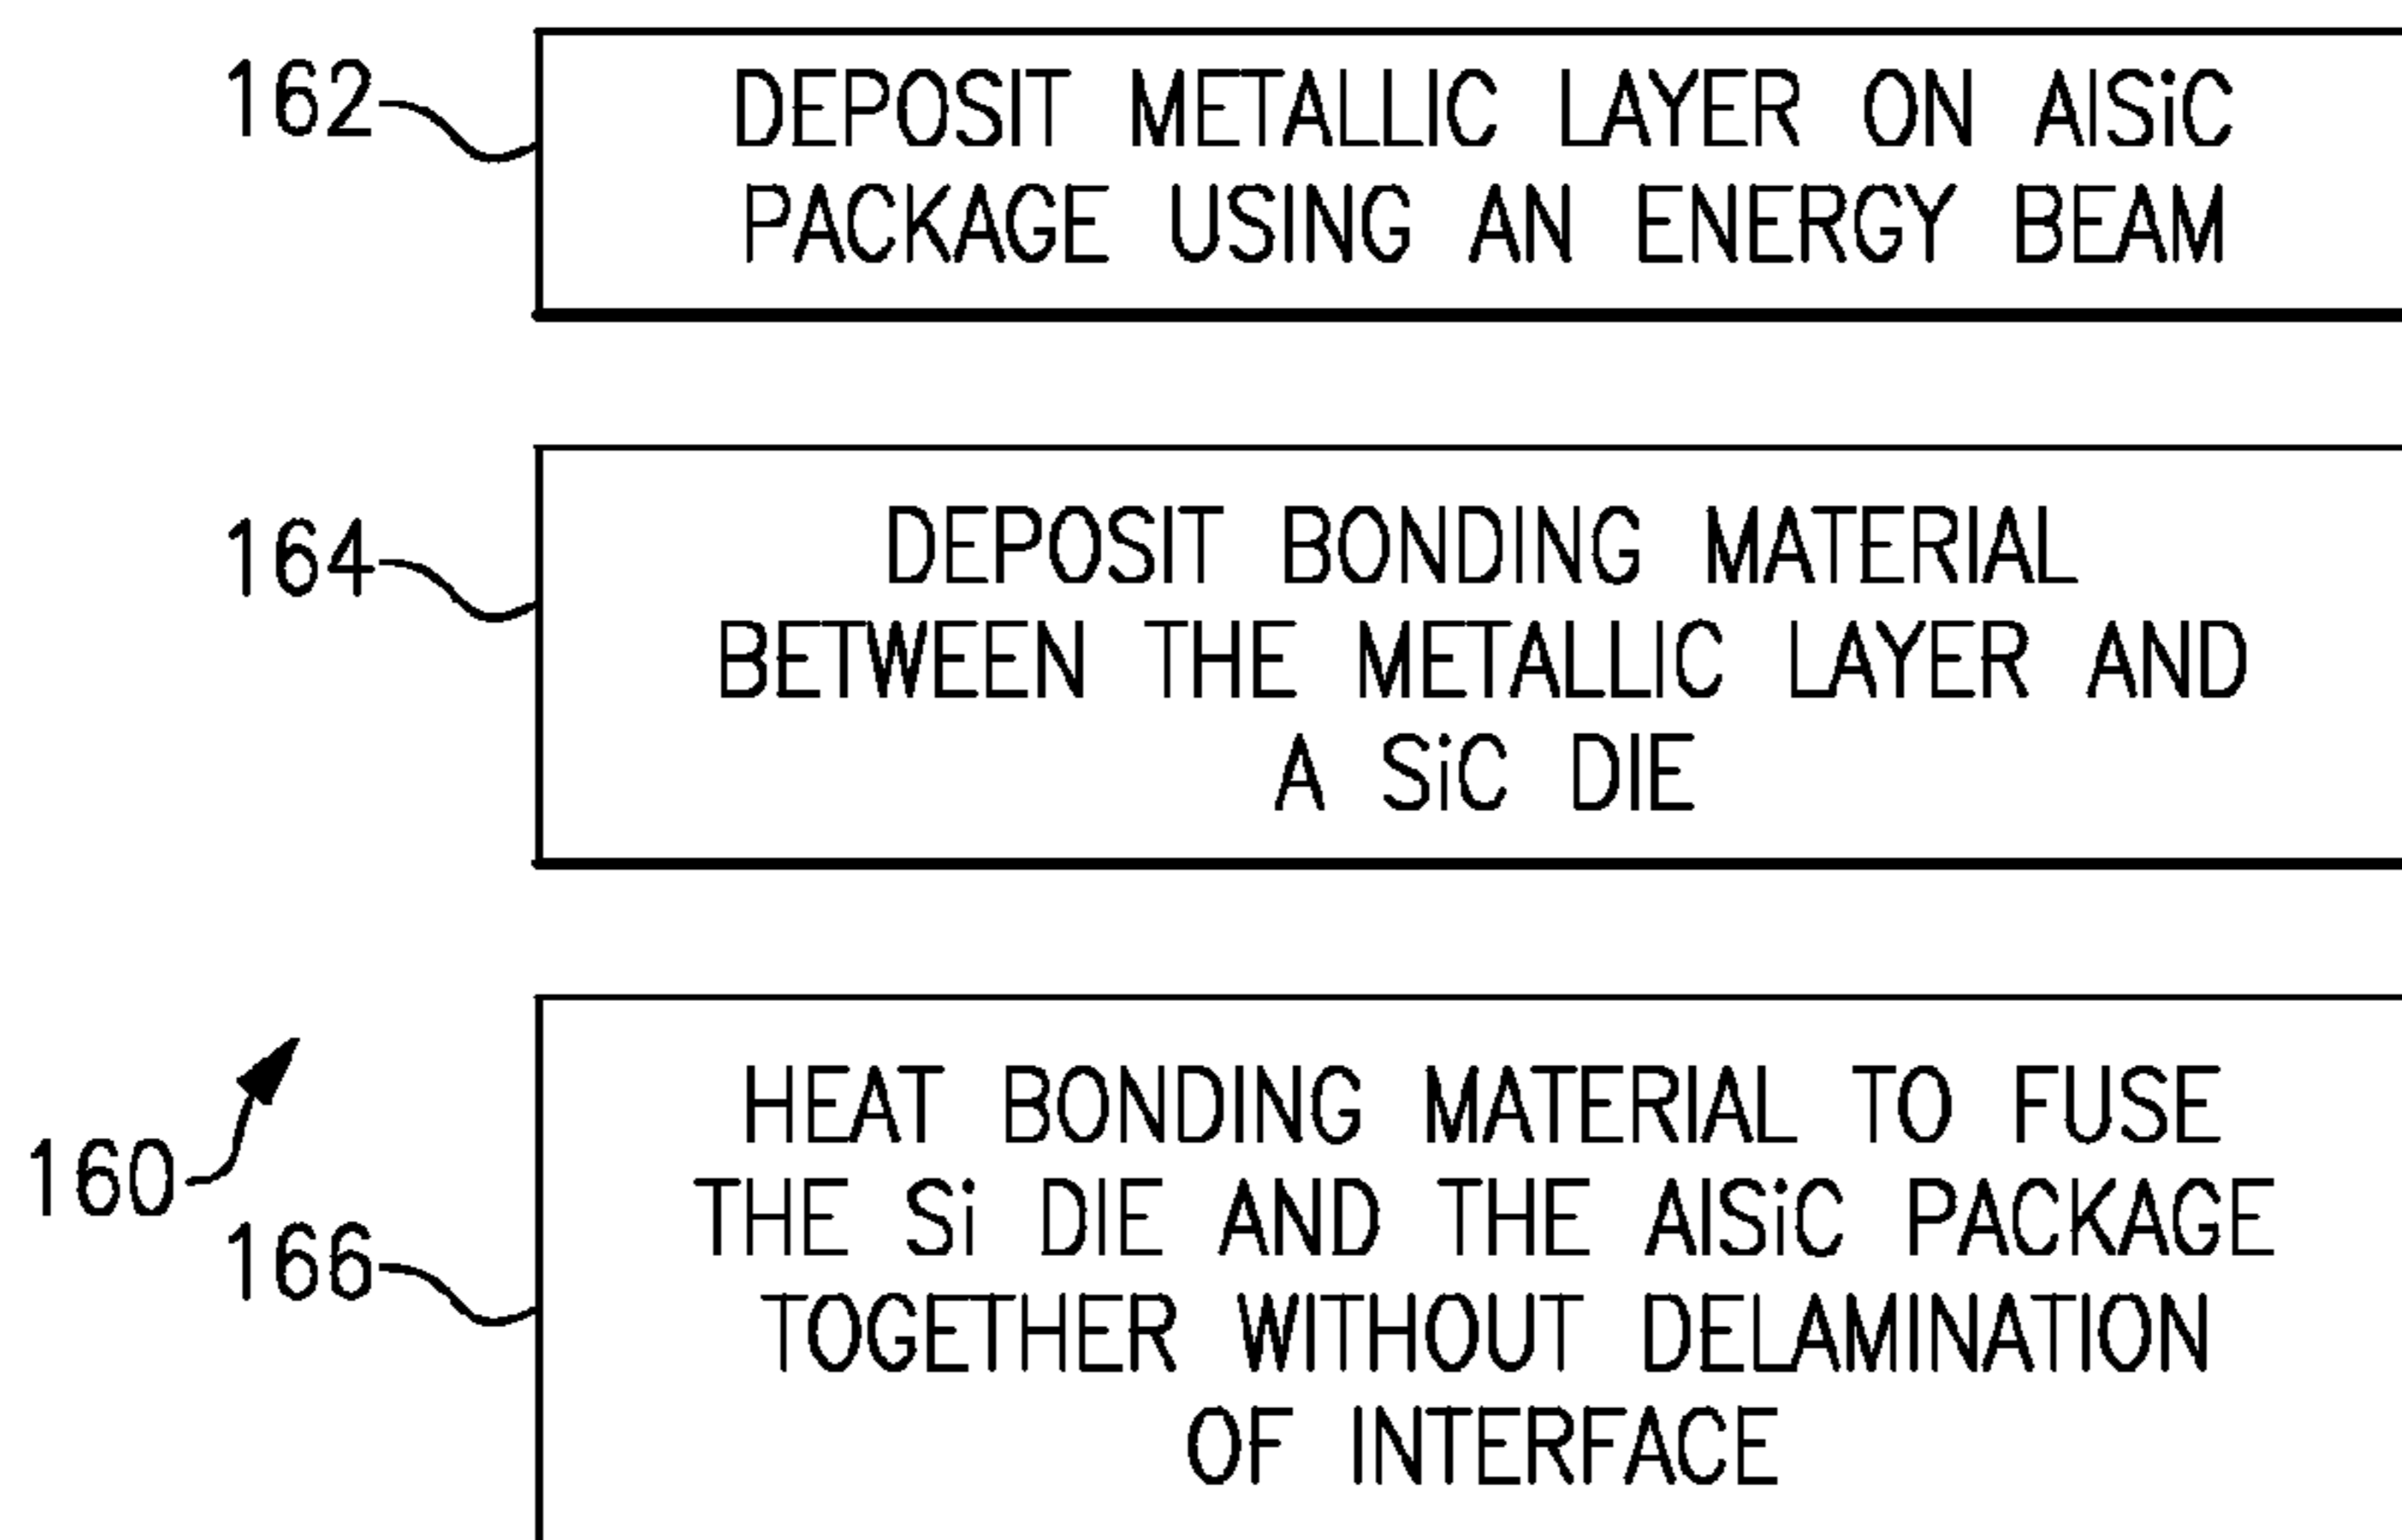 162
DEPOSIT METALLIC LAYER ON AlSiC
PACKAGE USING AN ENERGY BEAM
164
DEPOSIT BONDING MATERIAL
BETWEEN THE METALLIC LAYER AND
A SiC DIE
160
166
HEAT BONDING MATERIAL TO FUSE
THE Si DIE AND THE AlSiC PACKAGE
TOGETHER WITHOUT DELAMINATION
OF INTERFACE